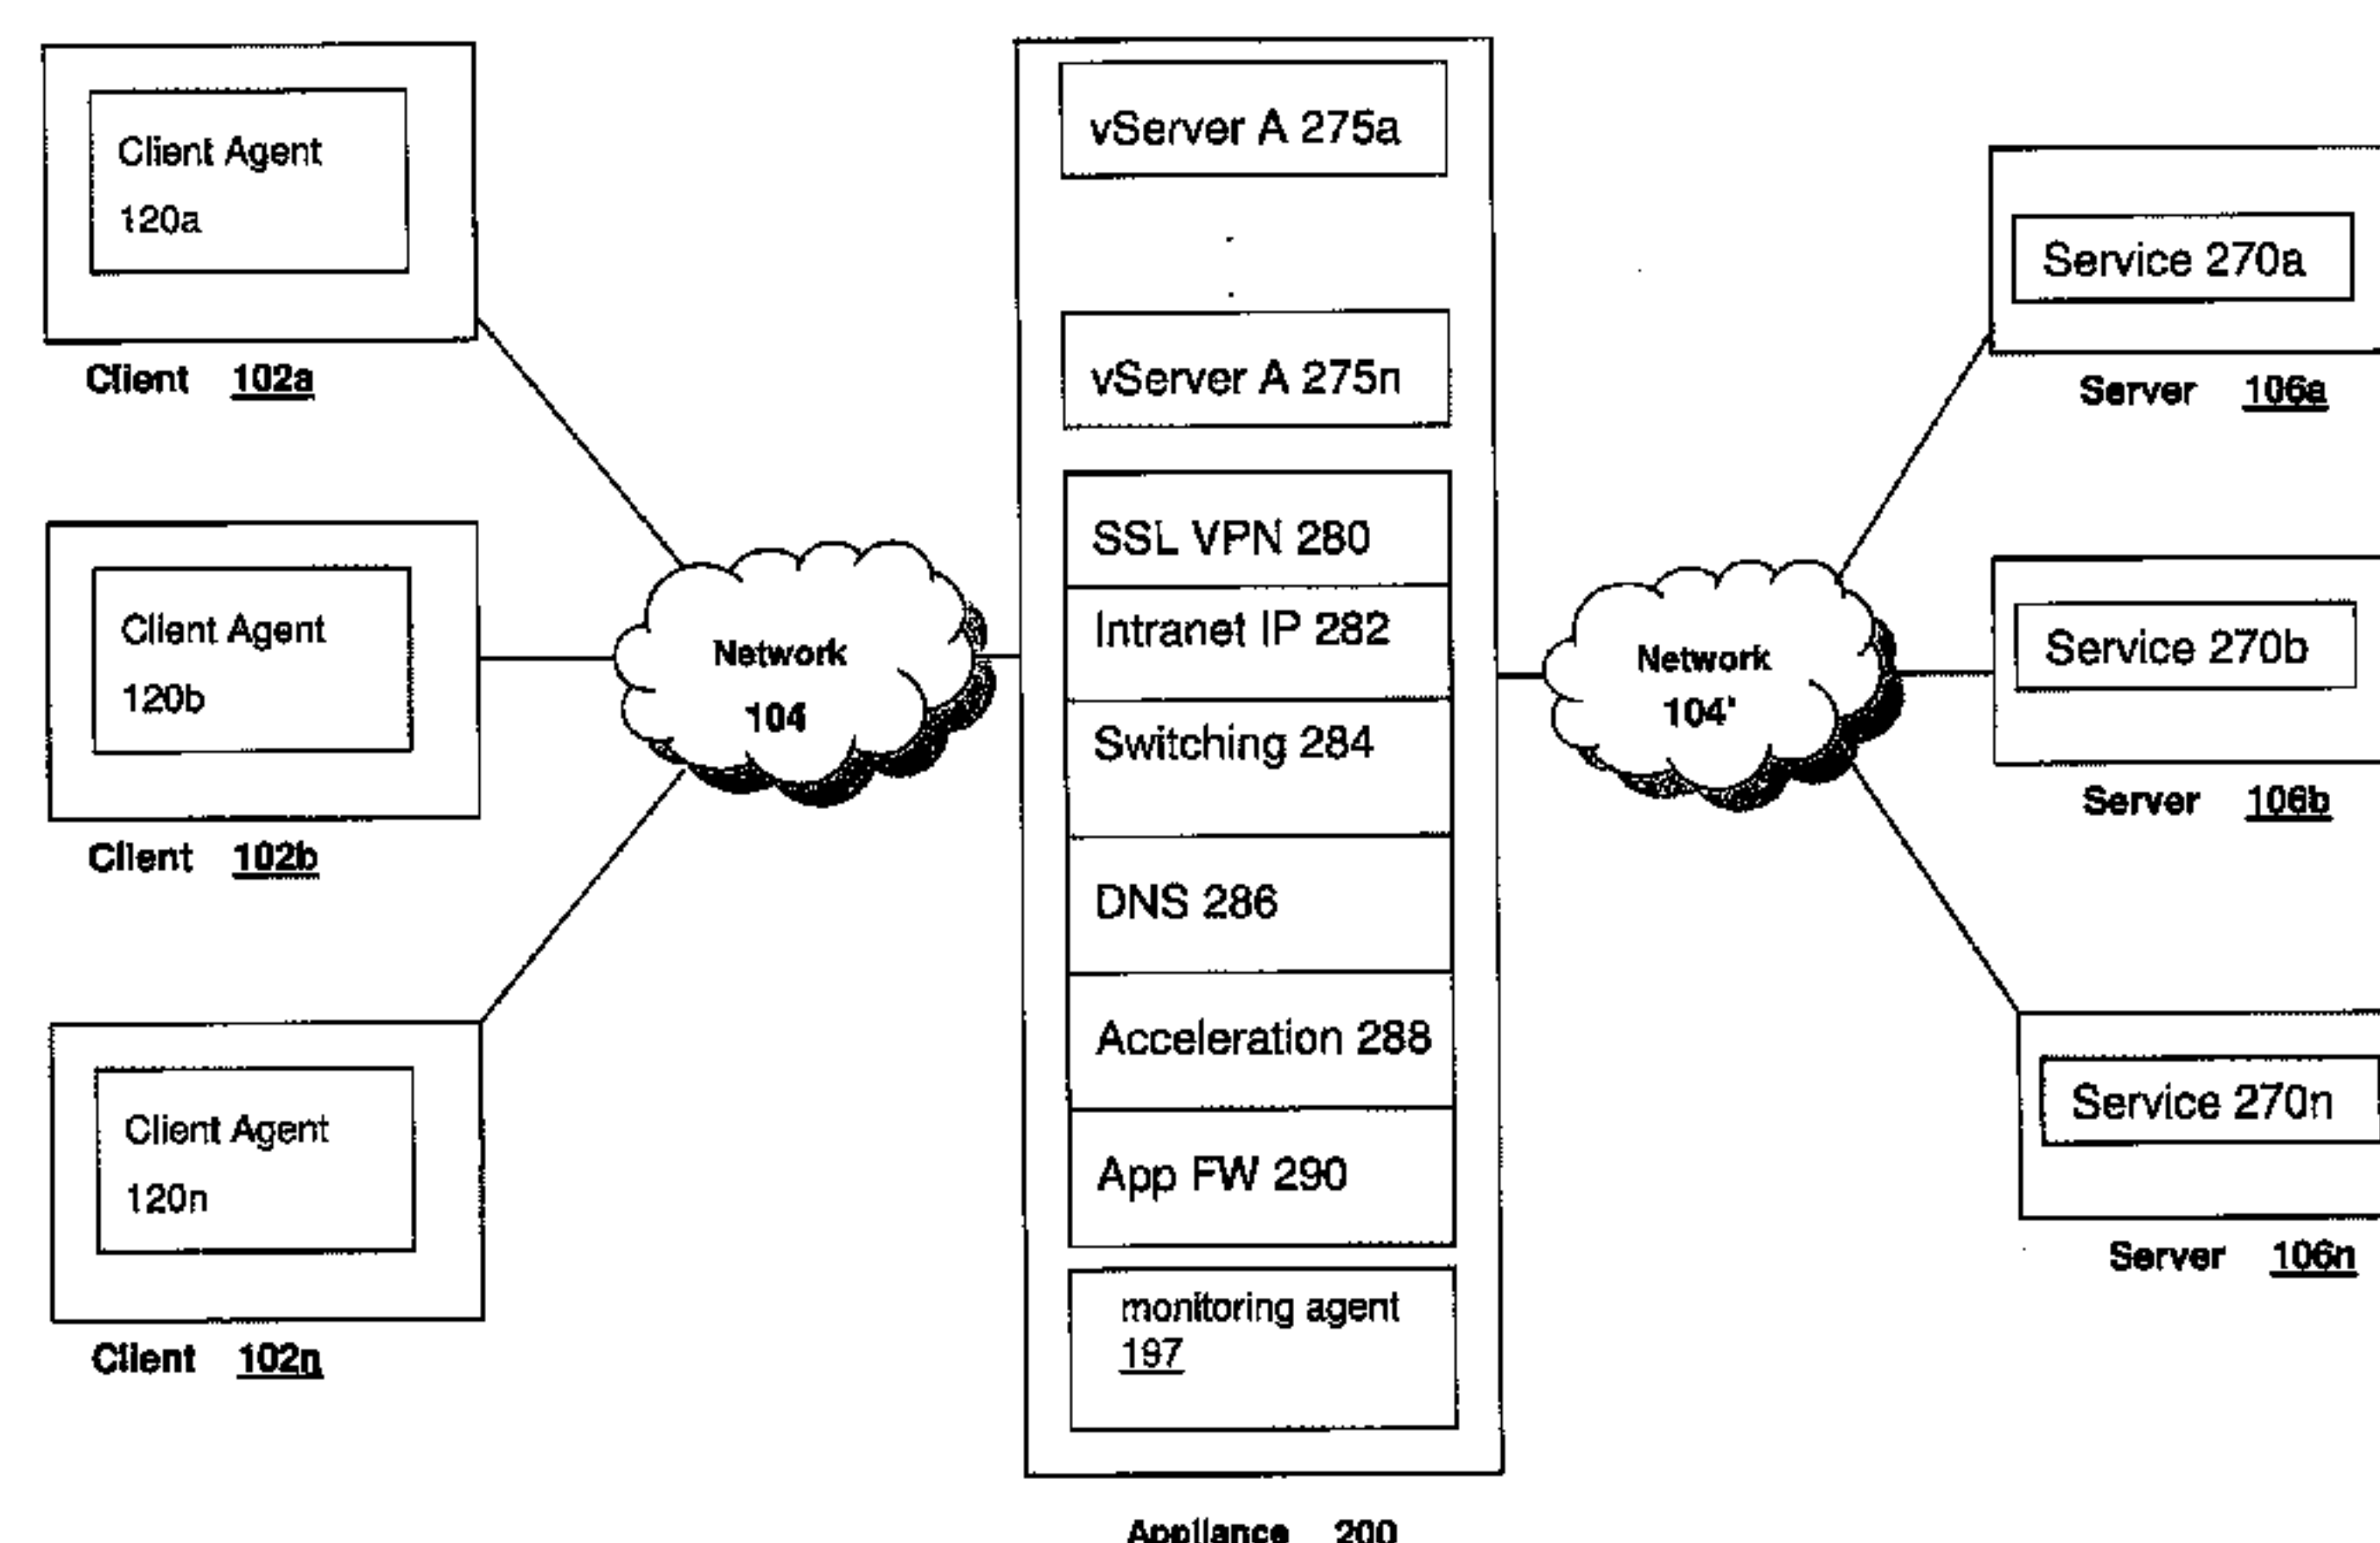 Client Agent
120a
Client 102a
Client Agent
120b
Client 102b
Client Agent
120n
Client 102n
Network
104
vServer A 275a
vServer A 275n
SSL VPN 280
Intranet IP 282
Switching 284
DNS 286
Acceleration 288
App FW 290
monitoring agent
197
Appliance 200
Network
104'
Service 270a
Server 106a
Service 270b
Server 106b
Service 270n
Server 106n